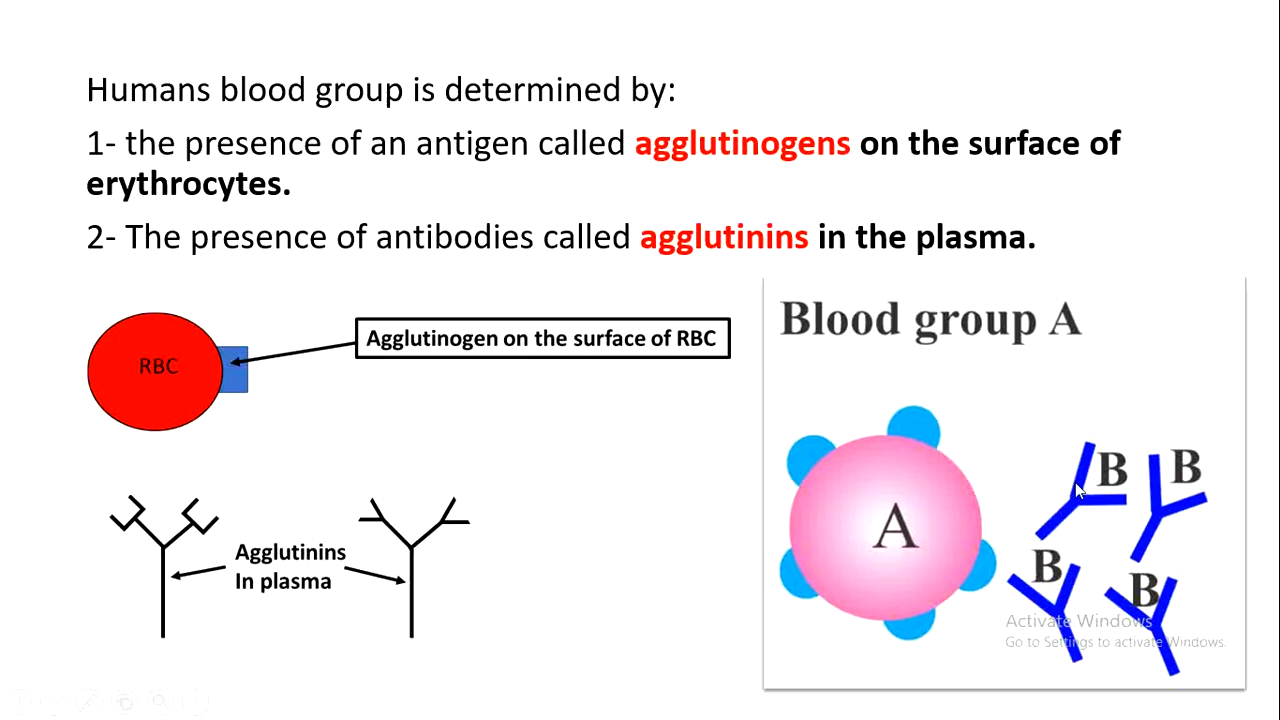 Humans blood group is determined by:
1- the presence of an antigen called agglutinogens on the surface of
erythrocytes.
2- The presence of antibodies called agglutinins in the plasma.
Agglutinogen on the surface of RBC
RBC
Agglutinins
In plasma
Blood group A
A
B
B
B
B
Activate Windows
Go to Settings to activate Windows.